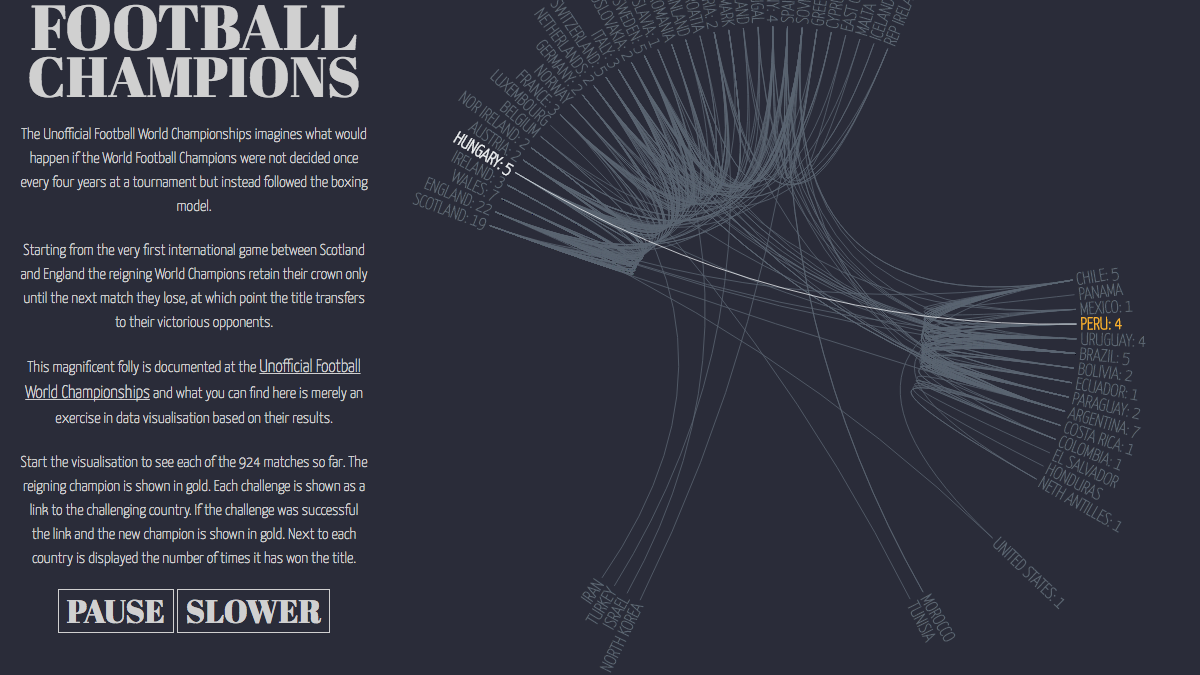 FOOTBALL
CHAMPIONS
The Unofficial Football World Championships imagines what would
happen if the World Football Champions were not decided once
every four years at a tournament but instead followed the boxing
model.
Starting from the very first international game between Scotland
and England the reigning World Champions retain their crown only
until the next match they lose, at which point the title transfers
to their victorious opponents.
This magnificent folly is documented at the Unofficial Football
World Championships and what you can find here is merely an
exercise in data visualisation based on their results.
Start the visualisation to see each of the 924 matches so far. The
reigning champion is shown in gold. Each challenge is shown as a
link to the challenging country. If the challenge was successful
the link and the new champion is shown in gold. Next to each
country is displayed the number of times it has won the title.
PAUSE SLOWER
SCOTLAND: 19
ENGLAND: 22
WALES: 7
IRELAND: 3
HUNGARY: 5
AUSTRIA:
NOR IRELAND: 2
BELGIUM
LUXEMBOURG
FRANCE: 3
NORWAY
GERMANY:
NETHERLANDS:
SWITZERLAND:
ITALY:
MALTA
ICELAND
REP IREL
CHILE: 5
PANAMA
MEXICO: 1
PERU: 4
URUGUAY: 4
BRAZIL: 5
BOLIVIA: 2
ECUADOR: 1
PARAGUAY: 2
ARGENTINA: 7
COSTA RICA: 1
COLOMBIA: 1
EL SALVADOR
HONDURAS
NETH ANTILLES: 1
UNITED STATES: 1
MOROCCO
TUNISIA
NORTH KOREA
ISRAEL
TURKEY
IRAN